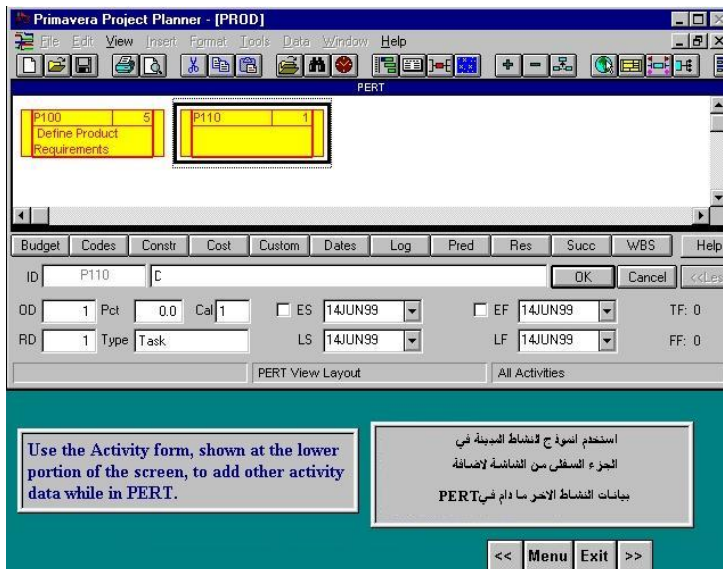 Primavera Project Planner - [PROD]
File Edit View Insert Format Tools Data Window Help
PERT
P100 5 P110 1
Define Product
Requirements
Budget Codes Constr Cost Custom Dates Log Pred Res Succ WBS Help
ID P110 D OK Cancel <<Les
OD 1 Pct 0.0 Cal 1 ES 14JUN99 EF 14JUN99 TF: 0
RD 1 Type Task LS 14JUN99 LF 14JUN99 FF: 0
PERT View Layout All Activities
Use the Activity form, shown at the lower
portion of the screen, to add other activity
data while in PERT.
استخدم انموذج لنشاط المبينة في
الجزء السفلى من الشاشة لاضافة
بيانات النشاط الاخر ما دام فيPERT
<< Menu Exit >>